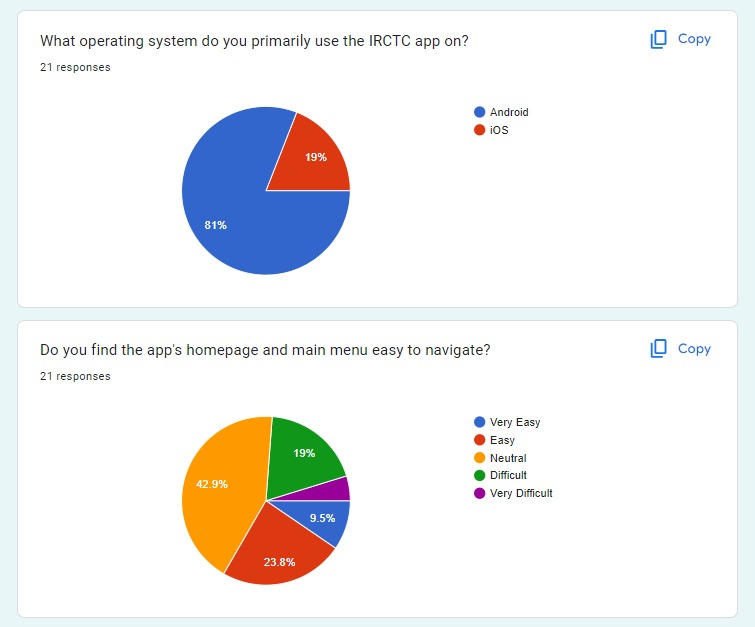 What operating system do you primarily use the IRCTC app on?
Copy
21 responses
Android
iOS
19%
81%
Do you find the app's homepage and main menu easy to navigate?
Copy
21 responses
Very Easy
Easy
Neutral
Difficult
Very Difficult
19%
42.9%
9.5%
23.8%